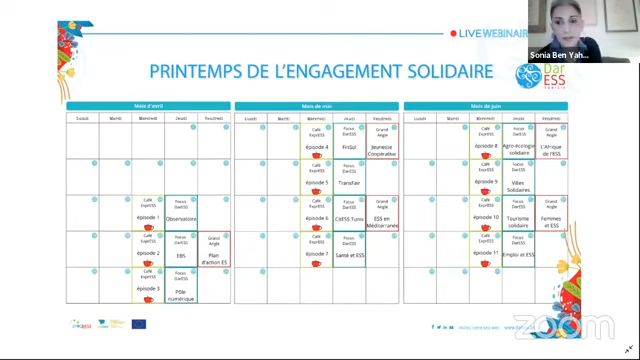 LIVE WEBINAIRE
Sonia Ben Yah...
PRINTEMPS DE L'ENGAGEMENT SOLIDAIRE
Dar
ESS
Mois d'avril
Mois de mai
Mois de juin
Lundi Mardi Mercredi Jeudi Vendredi
Lundi Mardi Mercredi Jeudi Vendredi
Lundi Mardi Mercredi Jeudi Vendredi
Café ExprESS épisode 4
Focus DarESS FinSol
Grand Angle Jeunesse Coopérative
Café ExprESS épisode 8
Focus DarESS Agro-écologie solidaire
Grand Angle L'Afrique de l'ESS
Café ExprESS épisode 5
Focus DarESS TransFair
Café ExprESS épisode 9
Focus DarESS Villes Solidaires
Café ExprESS épisode 1
Focus DarESS Observatoire
Café ExprESS épisode 6
Focus DarESS CitESS Tunis
Grand Angle ESS en Méditerranée
Café ExprESS épisode 10
Focus DarESS Tourisme solidaire
Grand Angle Femmes et ESS
Café ExprESS épisode 2
Focus DarESS EBS
Grand Angle Plan d'action ES
Café ExprESS épisode 7
Focus DarESS Santé et ESS
Café ExprESS épisode 11
Focus DarESS Emploi et ESS
Café ExprESS épisode 3
Focus DarESS Pôle numérique
zoom